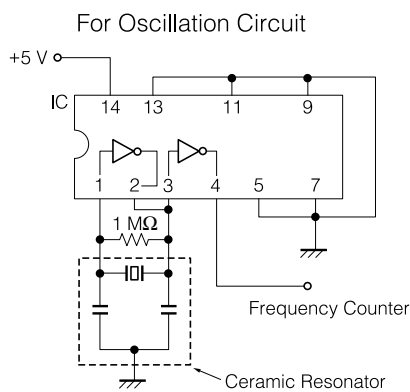 For Oscillation Circuit
+5 V
IC
14 13 11 9
1 2 3 4 5 7
1 MΩ
Frequency Counter
Ceramic Resonator